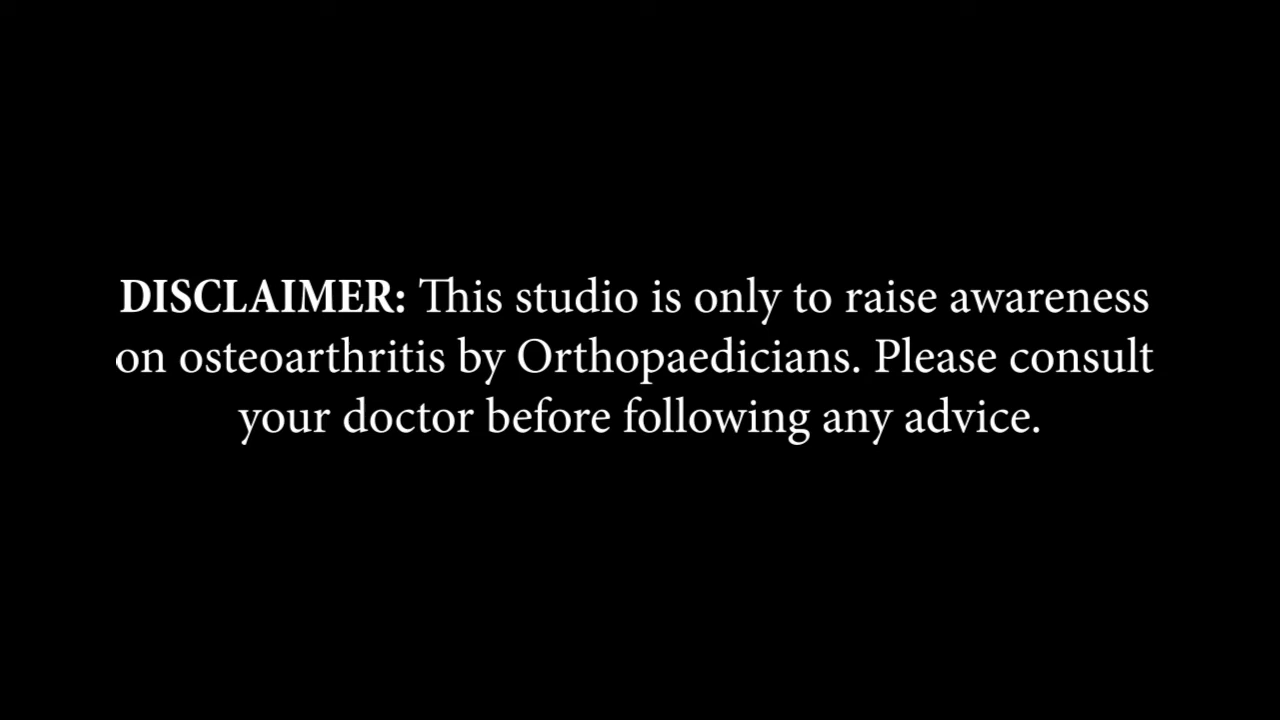 DISCLAIMER: This studio is only to raise awareness
on osteoarthritis by Orthopaedicians. Please consult
your doctor before following any advice.